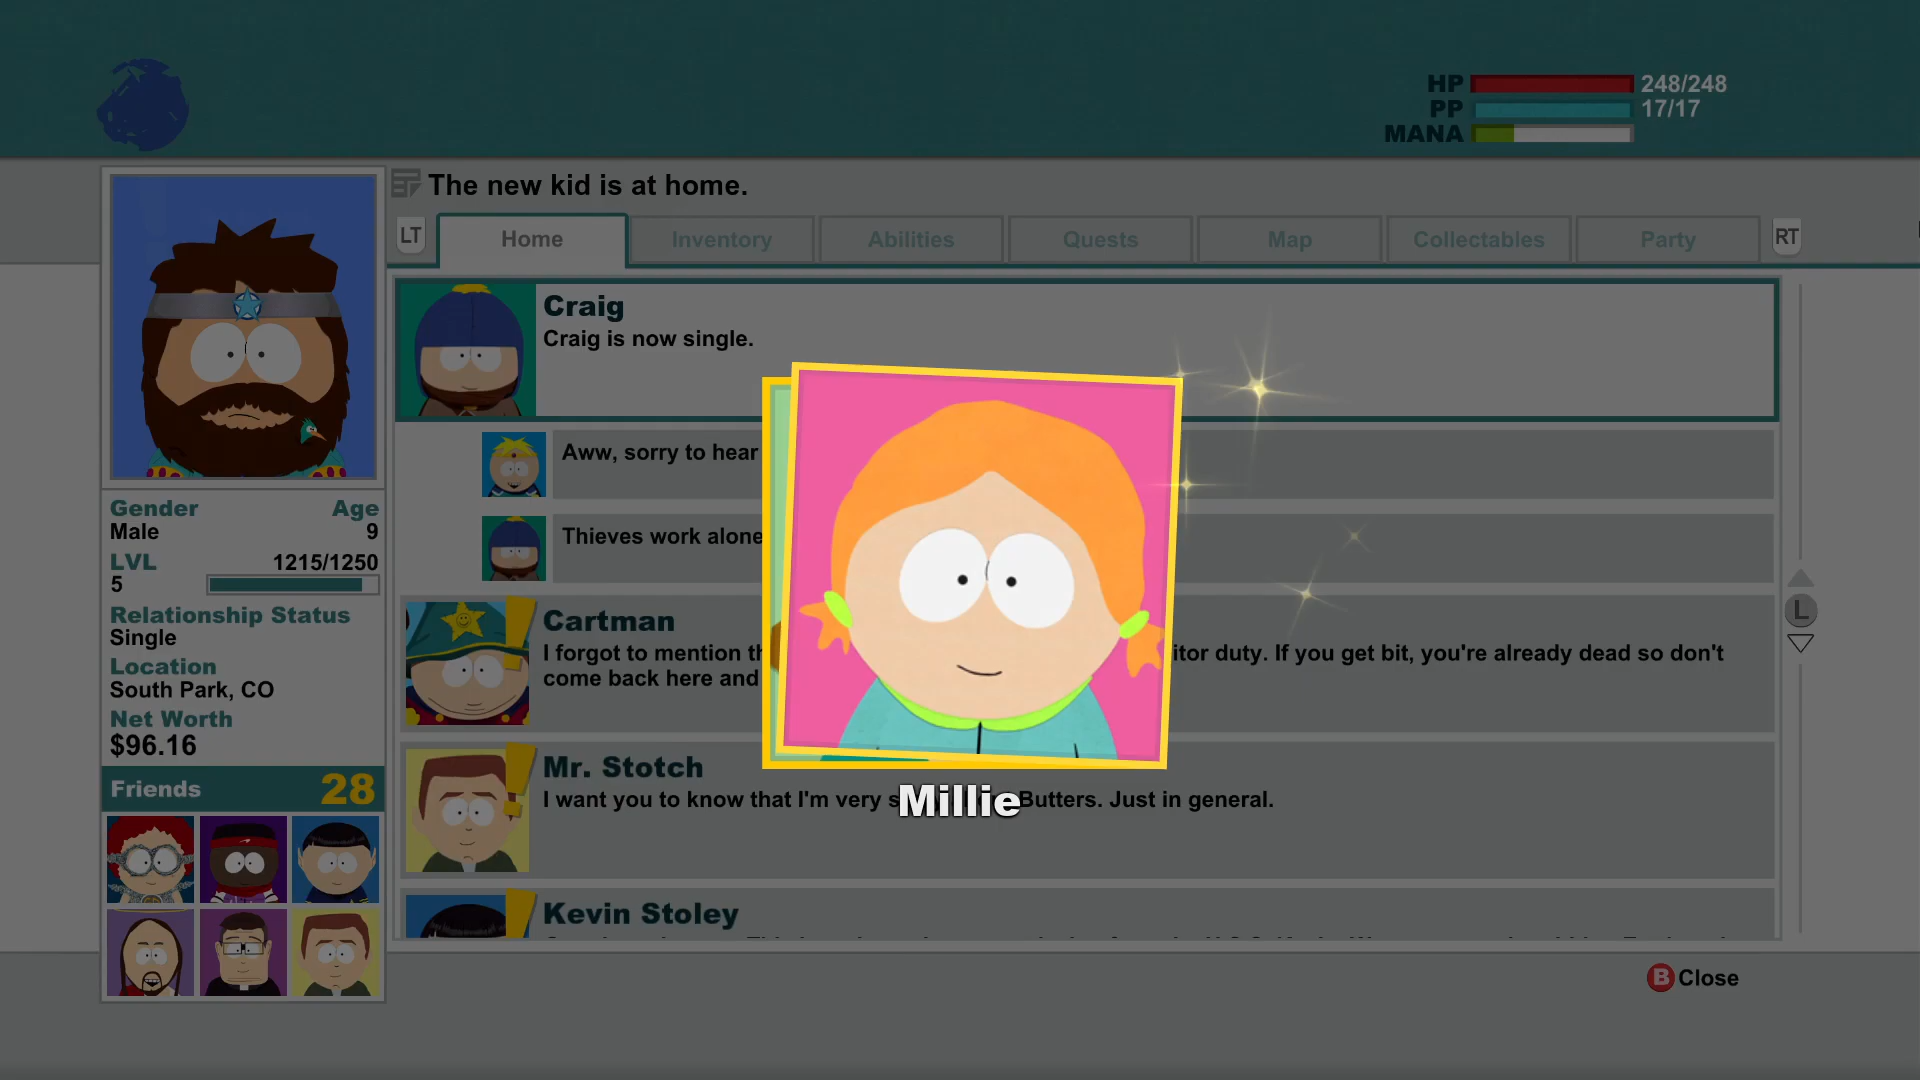 HP 248/248
PP 17/17
MANA
The new kid is at home.
LT Home Inventory Abilities Quests Map Collectables Party RT
Craig
Craig is now single.
Aww, sorry to hear
Thieves work alone
Gender Age
Male 9
LVL 1215/1250
5
Relationship Status
Single
Location
South Park, CO
Net Worth
$96.16
Friends 28
Cartman
I forgot to mention itor duty. If you get bit, you're already dead so don't
come back here and
L
Mr. Stotch
I want you to know that I'm very Butters. Just in general.
Millie
Kevin Stoley
B Close